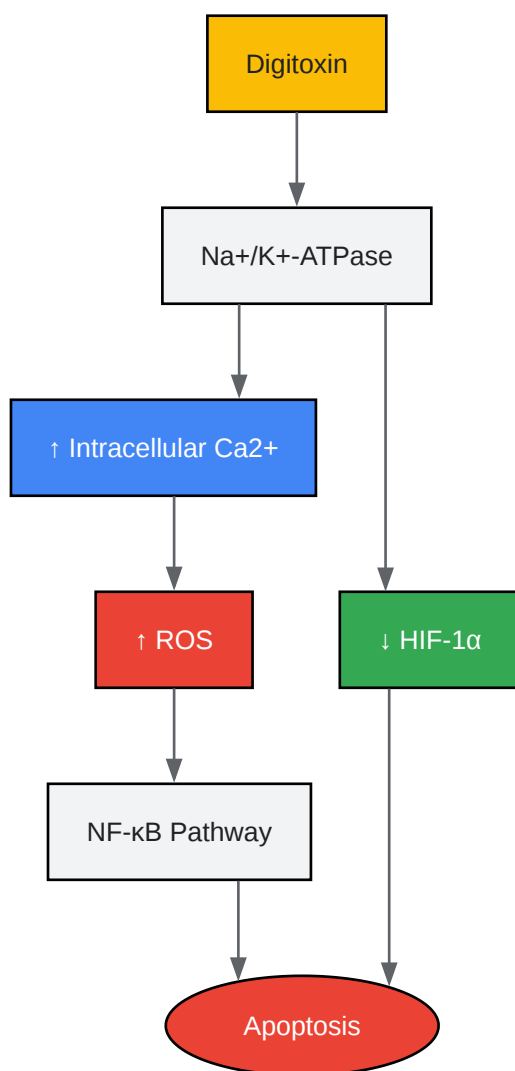 Digitoxin
Na+/K+-ATPase
↑ Intracellular Ca2+
↑ ROS
↓ HIF-1α
NF-κB Pathway
Apoptosis